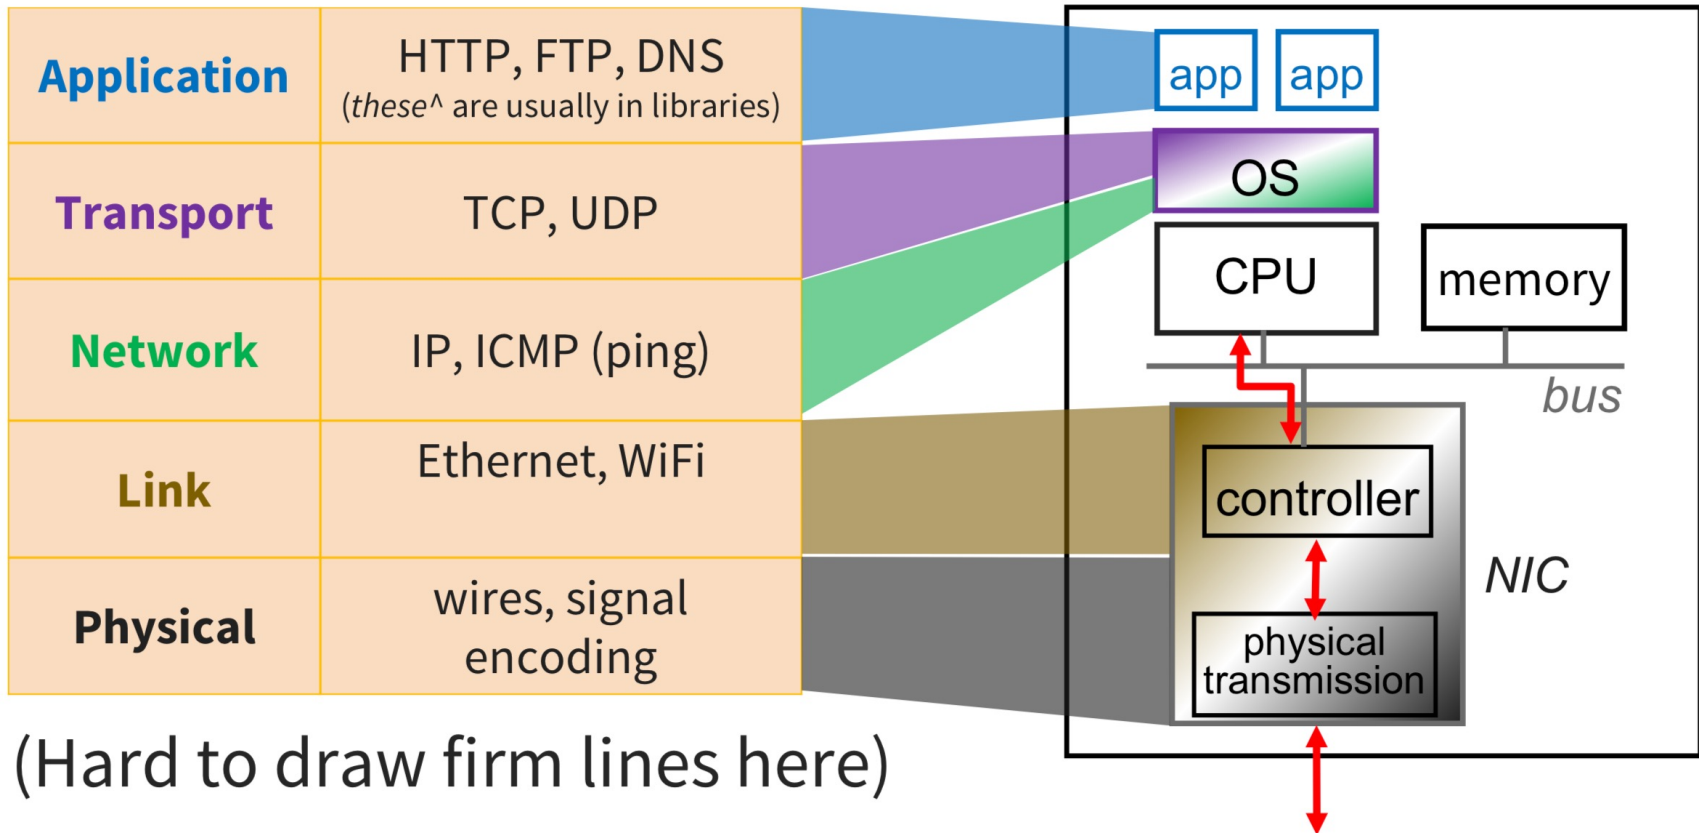 Application
HTTP, FTP, DNS
(these^ are usually in libraries)
Transport
TCP, UDP
Network
IP, ICMP (ping)
Link
Ethernet, WiFi
Physical
wires, signal
encoding
(Hard to draw firm lines here)
app
app
OS
CPU
memory
bus
controller
NIC
physical
transmission